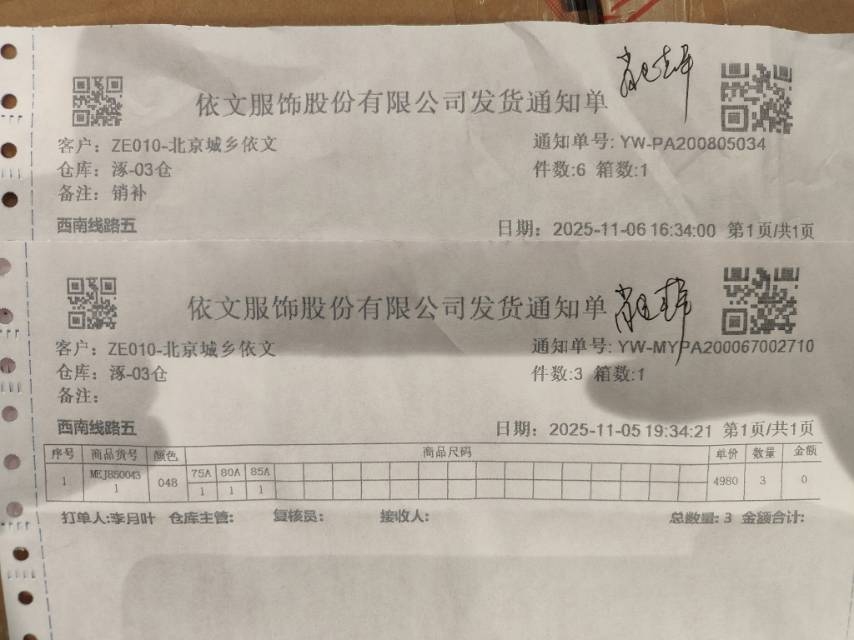 依文服饰股份有限公司发货通知单
客户：ZE010-北京城乡依文 通知单号: YW-PA200805034
仓库：涿-03仓 件数:6 箱数:1
备注：销补
西南线路五 日期：2025-11-06 16:34:00 第1页/共1页
依文服饰股份有限公司发货通知单
客户：ZE010-北京城乡依文 通知单号: YW-MYPA200067002710
仓库：涿-03仓 件数:3 箱数:1
备注：
西南线路五 日期：2025-11-05 19:34:21 第1页/共1页
序号 商品货号 颜色 商品尺码 单价 数量 金额
1 MEJ850043 1 048 75A 80A 85A 4980 3 0
1 1 1
打单人:李月叶 仓库主管: 复核员: 接收人: 总数量: 3 金额合计: